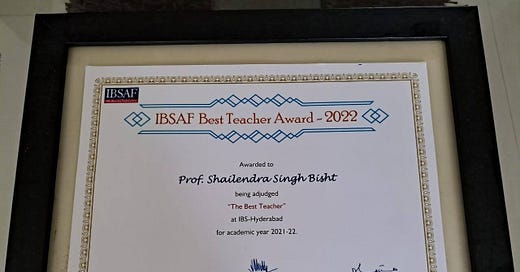 IBSAF
IBSAF Best Teacher Award - 2022
Awarded to
Prof. Shailendra Singh Bisht
being adjudged
"The Best Teacher"
at IBS-Hyderabad
for academic year 2021-22.